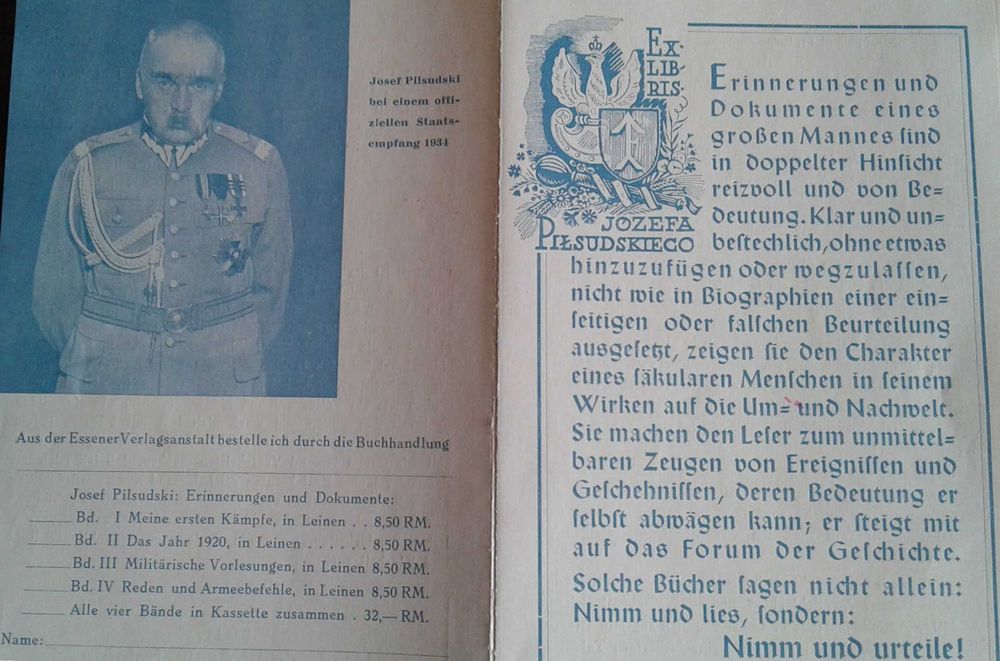 Josef Pilsudski
bei einem offi-
ziellen Staats-
empfang 1934
Aus der Essener Verlagsanstalt bestelle ich durch die Buchhandlung
Josef Pilsudski: Erinnerungen und Dokumente:
Bd. I Meine ersten Kämpfe, in Leinen . . 8,50 RM.
Bd. II Das Jahr 1920, in Leinen . . . . . . 8,50 RM.
Bd. III Militärische Vorlesungen, in Leinen 8,50 RM.
Bd. IV Reden und Armeebefehle, in Leinen 8,50 RM.
Alle vier Bände in Kassette zusammen . 32,— RM.
Name:
EX-
LIB-
RIS-
JOZEFA
PIŁSUDSKIEGO
Erinnerungen und
Dokumente eines
großen Mannes ſind
in doppelter Hinſicht
reizvoll und von Be=
deutung. Klar und un=
beſtechlich, ohne etwas
hinzuzufügen oder wegzulaſſen,
nicht wie in Biographien einer ein=
ſeitigen oder falſchen Beurteilung
ausgeſetzt, zeigen ſie den Charakter
eines ſäkularen Menſchen in ſeinem
Wirken auf die Um= und Nachwelt.
Sie machen den Leſer zum unmittel=
baren Zeugen von Ereigniſſen und
Geſchehniſſen, deren Bedeutung er
ſelbſt abwägen kann; er ſteigt mit
auf das Forum der Geſchichte.
Solche Bücher ſagen nicht allein:
Nimm und lies, ſondern:
Nimm und urteile!